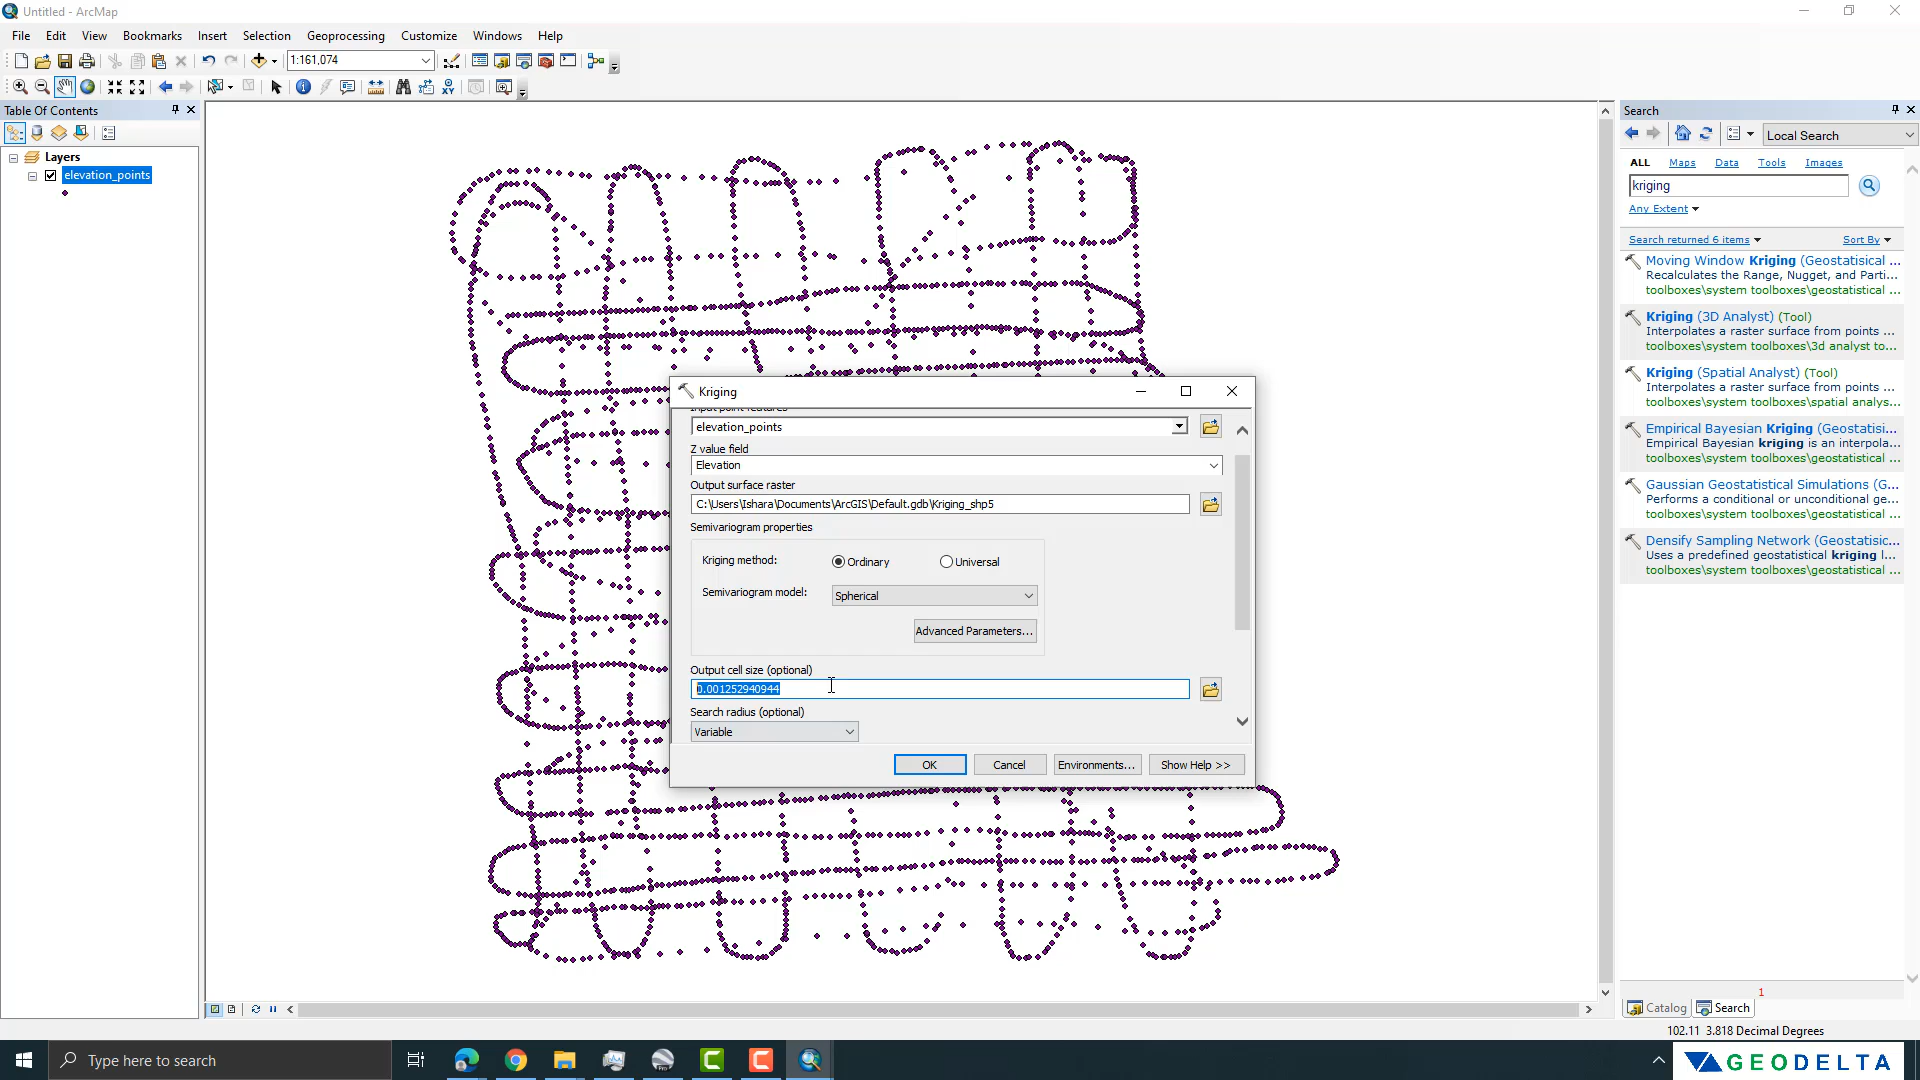 Untitled - ArcMap
File Edit View Bookmarks Insert Selection Geoprocessing Customize Windows Help
1:161,074
Table Of Contents
Layers
elevation_points
Kriging
Input point features
elevation_points
Z value field
Elevation
Output surface raster
C:\Users\Ishara\Documents\ArcGIS\Default.gdb\Kriging_shp5
Semivariogram properties
Kriging method: Ordinary Universal
Semivariogram model: Spherical
Advanced Parameters...
Output cell size (optional)
0.001252940944
Search radius (optional)
Variable
OK Cancel Environments... Show Help >>
Search
Local Search
ALL Maps Data Tools Images
kriging
Any Extent
Search returned 6 items Sort By
Moving Window Kriging (Geostatisical ...
Recalculates the Range, Nugget, and Parti...
toolboxes\system toolboxes\geostatistical ...
Kriging (3D Analyst) (Tool)
Interpolates a raster surface from points ...
toolboxes\system toolboxes\3d analyst to...
Kriging (Spatial Analyst) (Tool)
Interpolates a raster surface from points ...
toolboxes\system toolboxes\spatial analys...
Empirical Bayesian Kriging (Geostatisi...
Empirical Bayesian kriging is an interpola...
toolboxes\system toolboxes\geostatistical ...
Gaussian Geostatistical Simulations (G...
Performs a conditional or unconditional ge...
toolboxes\system toolboxes\geostatistical ...
Densify Sampling Network (Geostatisic...
Uses a predefined geostatistical kriging l...
toolboxes\system toolboxes\geostatistical ...
1
Catalog Search
102.11 3.818 Decimal Degrees
Type here to search
GEODELTA